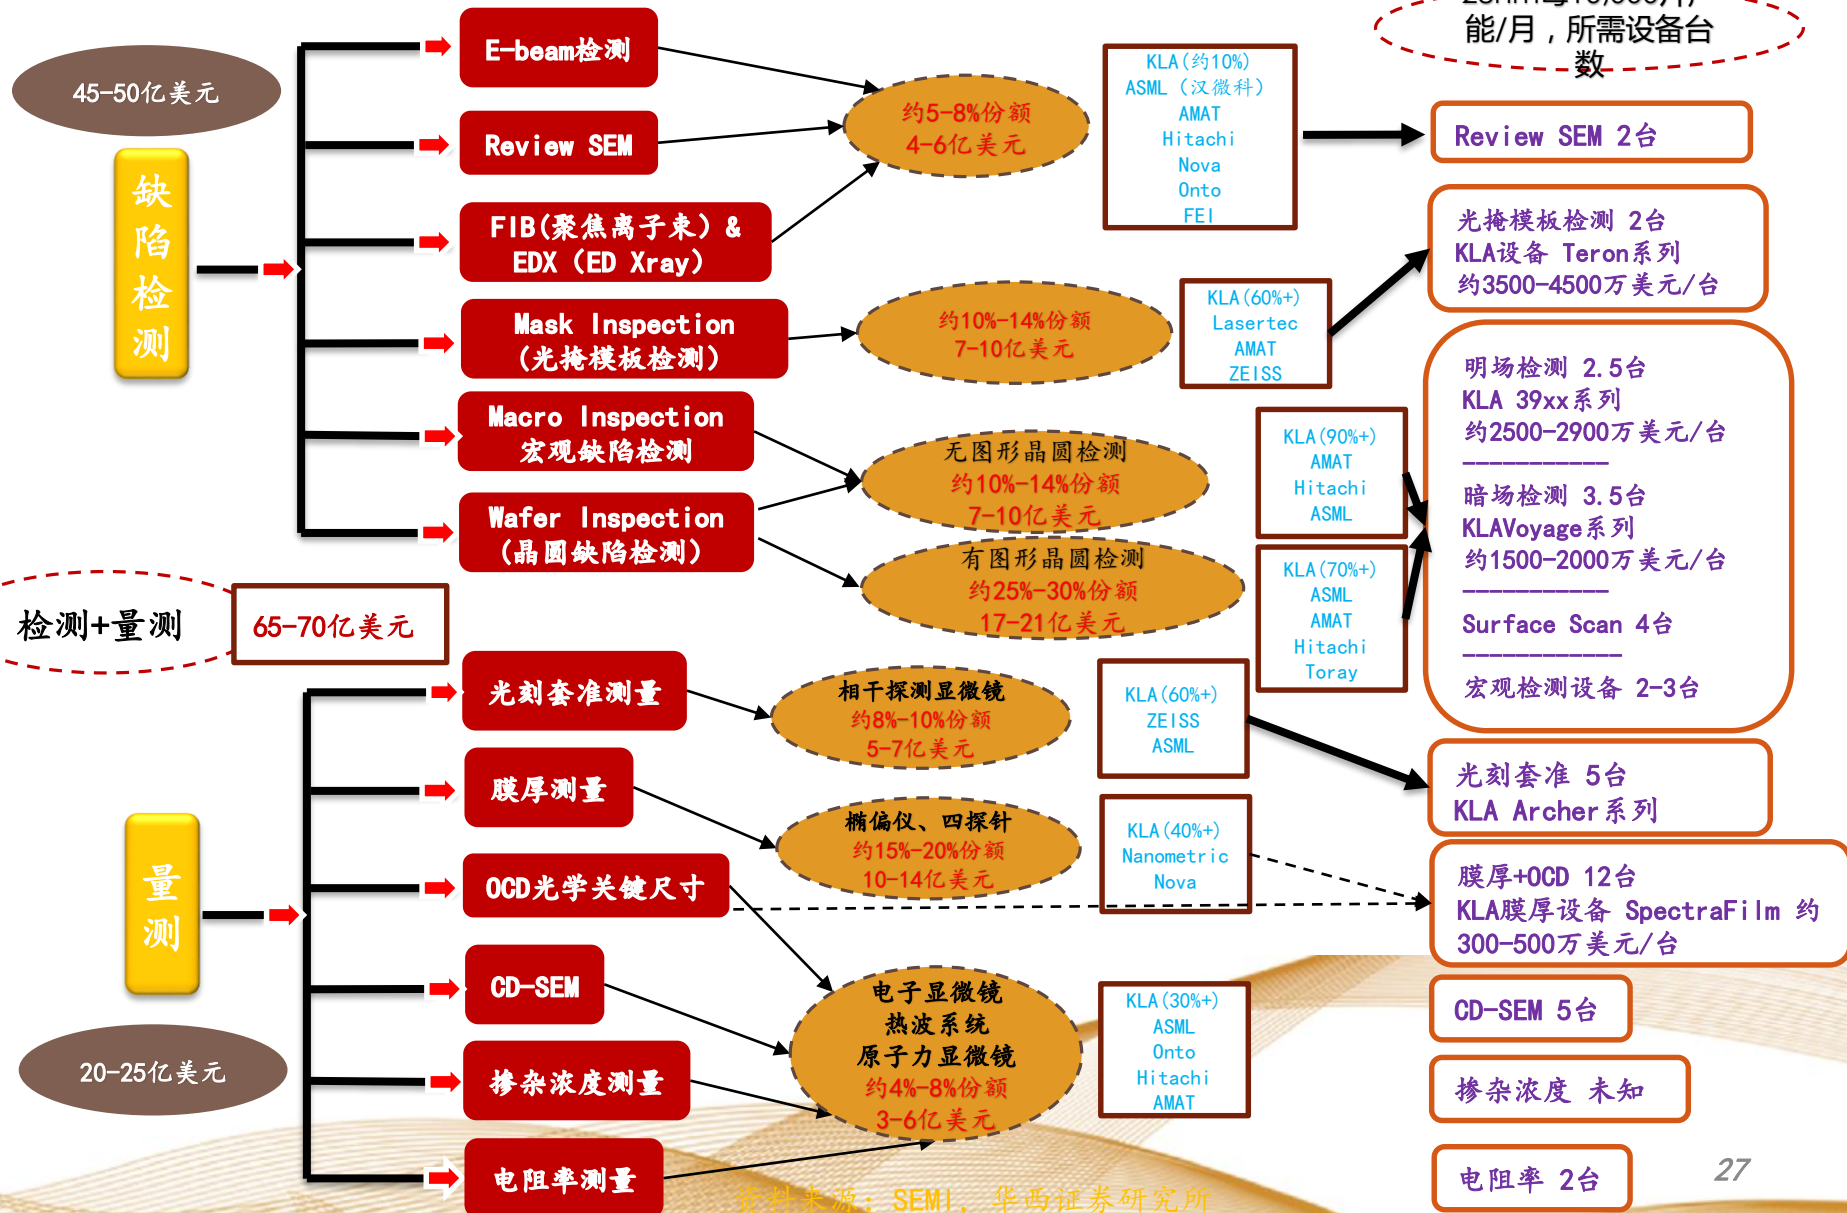 能/月，所需设备台
数
45-50亿美元
缺陷检测
E-beam检测
Review SEM
FIB(聚焦离子束）&
EDX（ED Xray）
Mask Inspection
(光掩模板检测）
Macro Inspection
宏观缺陷检测
Wafer Inspection
(晶圆缺陷检测）
约5-8%份额
4-6亿美元
约10%-14%份额
7-10亿美元
无图形晶圆检测
约10%-14%份额
7-10亿美元
有图形晶圆检测
约25%-30%份额
17-21亿美元
KLA(约10%)
ASML（汉微科）
AMAT
Hitachi
Nova
Onto
FEI
KLA(60%+)
Lasertec
AMAT
ZEISS
KLA(90%+)
AMAT
Hitachi
ASML
KLA(70%+)
ASML
AMAT
Hitachi
Toray
Review SEM 2台
光掩模板检测 2台
KLA设备 Teron系列
约3500-4500万美元/台
明场检测 2.5台
KLA 39xx系列
约2500-2900万美元/台
-----------
暗场检测 3.5台
KLAVoyage系列
约1500-2000万美元/台
-----------
Surface Scan 4台
------------
宏观检测设备 2-3台
检测+量测
65-70亿美元
量测
20-25亿美元
光刻套准测量
膜厚测量
OCD光学关键尺寸
CD-SEM
掺杂浓度测量
电阻率测量
相干探测显微镜
约8%-10%份额
5-7亿美元
椭偏仪、四探针
约15%-20%份额
10-14亿美元
电子显微镜
热波系统
原子力显微镜
约4%-8%份额
3-6亿美元
KLA(60%+)
ZEISS
ASML
KLA(40%+)
Nanometric
Nova
KLA(30%+)
ASML
Onto
Hitachi
AMAT
光刻套准 5台
KLA Archer系列
膜厚+OCD 12台
KLA膜厚设备 SpectraFilm 约
300-500万美元/台
CD-SEM 5台
掺杂浓度 未知
电阻率 2台
资料来源：SEMI，华西证券研究所
27